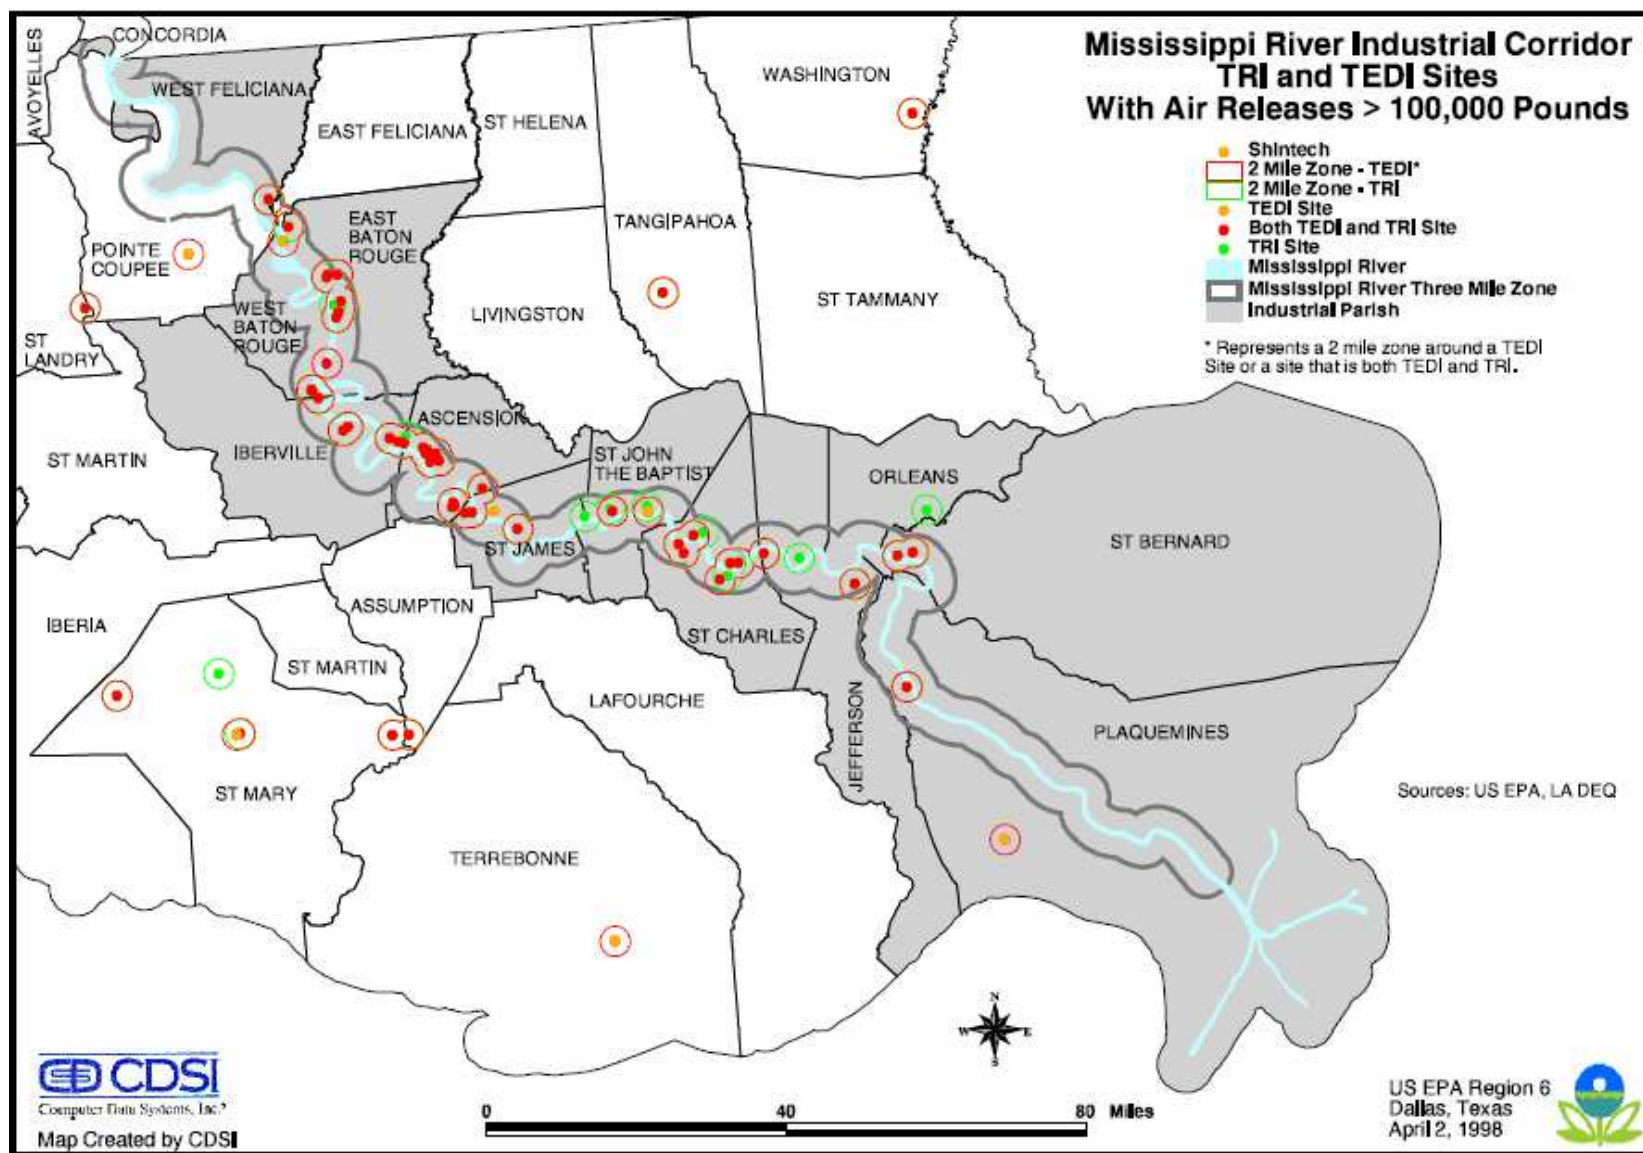 Mississippi River Industrial Corridor
TRI and TEDI Sites
With Air Releases > 100,000 Pounds
Shintech
2 Mile Zone - TEDI*
2 Mile Zone - TRI
TEDI Site
Both TEDI and TRI Site
TRI Site
Mississippi River
Mississippi River Three Mile Zone
Industrial Parish
* Represents a 2 mile zone around a TEDI
Site or a site that is both TEDI and TRI.
AVOYELLES
CONCORDIA
WEST FELICIANA
EAST FELICIANA
ST HELENA
WASHINGTON
TANGIPAHOA
EAST
BATON
ROUGE
POINTE
COUPEE
WEST
BATON
ROUGE
LIVINGSTON
ST TAMMANY
ST
LANDRY
ASCENSION
ST MARTIN
IBERVILLE
ST JOHN
THE BAPTIST
ORLEANS
ST BERNARD
ST JAMES
ASSUMPTION
IBERIA
ST MARTIN
ST CHARLES
LAFOURCHE
JEFFERSON
PLAQUEMINES
ST MARY
TERREBONNE
Sources: US EPA, LA DEQ
N
W
E
S
CDSI
Computer Data Systems, Inc.
Map Created by CDSI
0
40
80
Miles
US EPA Region 6
Dallas, Texas
April 2, 1998